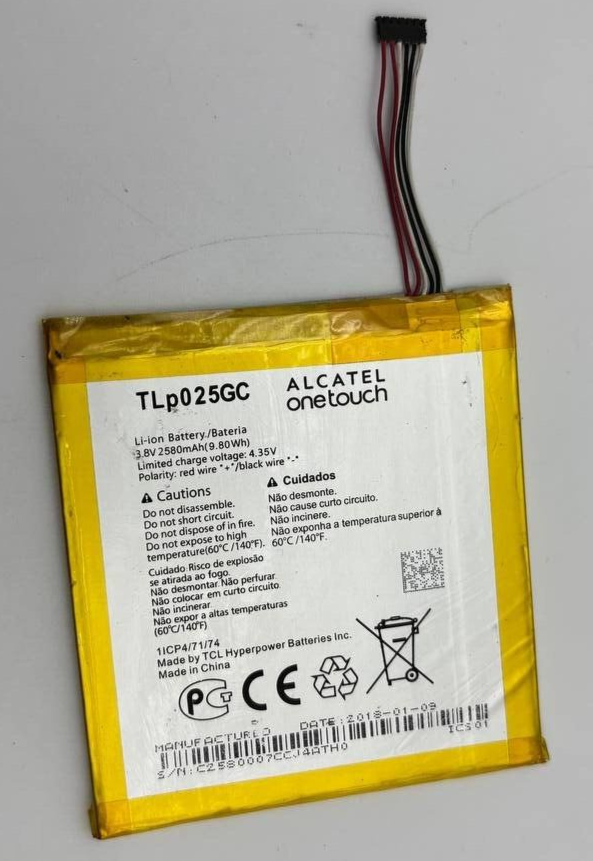 TLp025GC
ALCATEL
onetouch
Li-ion Battery/Bateria
3.8V 2580mAh(9.80Wh)
Limited charge voltage: 4.35V
Polarity: red wire "+"/black wire "-"
Cautions
Do not disassemble.
Do not short circuit.
Do not dispose of in fire.
Do not expose to high
temperature(60°C /140°F).
Cuidados
Não desmonte.
Não cause curto circuito.
Não incinere.
Não exponha a temperatura superior à
60°C /140°F.
Cuidado Risco de explosão
se atirada ao fogo.
Não desmontar. Não perfurar.
Não colocar em curto circuito.
Não incinerar.
Não expor a altas temperaturas
(60°C/140°F)
1ICP4/71/74
Made by TCL Hyperpower Batteries Inc.
Made in China
PCT CE
MANUFACTURED DATE:2018-01-09
ICS01
S/N:C2580007CCJ4ATH0